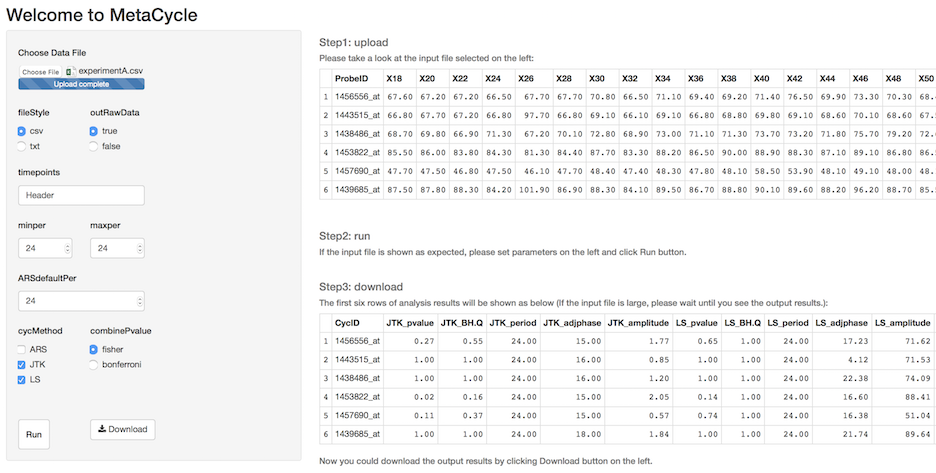 Welcome to MetaCycle
Choose Data File
Choose File experimentA.csv
Upload complete
fileStyle outRawData
csv true
txt false
timepoints
Header
minper maxper
24 24
ARSdefaultPer
24
cycMethod combinePvalue
ARS fisher
JTK bonferroni
LS
Run Download
Step1: upload
Please take a look at the input file selected on the left:
ProbeID X18 X20 X22 X24 X26 X28 X30 X32 X34 X36 X38 X40 X42 X44 X46 X48 X50
1 1456556_at 67.60 67.20 67.20 66.50 67.70 67.70 70.80 66.50 71.10 69.40 69.20 71.40 76.50 69.90 73.30 70.30 68.
2 1443515_at 66.80 67.70 67.20 66.80 97.70 66.80 69.10 66.10 69.10 66.80 68.60 69.80 69.10 68.60 70.10 68.60 67.
3 1438486_at 68.70 69.80 66.90 71.30 67.20 70.10 72.80 68.90 73.00 71.10 71.30 73.70 73.20 71.80 75.70 79.20 72.
4 1453822_at 85.50 86.00 83.80 84.30 81.30 84.40 87.70 83.30 88.20 86.50 90.00 88.90 88.30 87.10 89.10 86.80 86.
5 1457690_at 47.70 47.50 46.80 47.50 46.10 47.70 48.40 47.40 48.30 47.80 48.10 58.50 53.90 48.10 49.10 48.00 48.
6 1439685_at 87.50 87.80 88.30 84.20 101.90 86.90 88.30 84.10 89.50 86.70 88.80 90.10 89.60 88.20 96.20 88.70 85.
Step2: run
If the input file is shown as expected, please set parameters on the left and click Run button.
Step3: download
The first six rows of analysis results will be shown as below (If the input file is large, please wait until you see the output results.):
CycID JTK_pvalue JTK_BH.Q JTK_period JTK_adjphase JTK_amplitude LS_pvalue LS_BH.Q LS_period LS_adjphase LS_amplitude
1 1456556_at 0.27 0.55 24.00 15.00 1.77 0.65 1.00 24.00 17.23 71.62
2 1443515_at 1.00 1.00 24.00 16.00 0.85 1.00 1.00 24.00 4.12 71.53
3 1438486_at 1.00 1.00 24.00 16.00 1.20 1.00 1.00 24.00 22.38 74.09
4 1453822_at 0.02 0.16 24.00 15.00 2.05 0.14 1.00 24.00 16.60 88.41
5 1457690_at 0.11 0.37 24.00 15.00 0.57 0.74 1.00 24.00 16.38 51.04
6 1439685_at 1.00 1.00 24.00 18.00 1.84 1.00 1.00 24.00 21.74 89.64
Now you could download the output results by clicking Download button on the left.